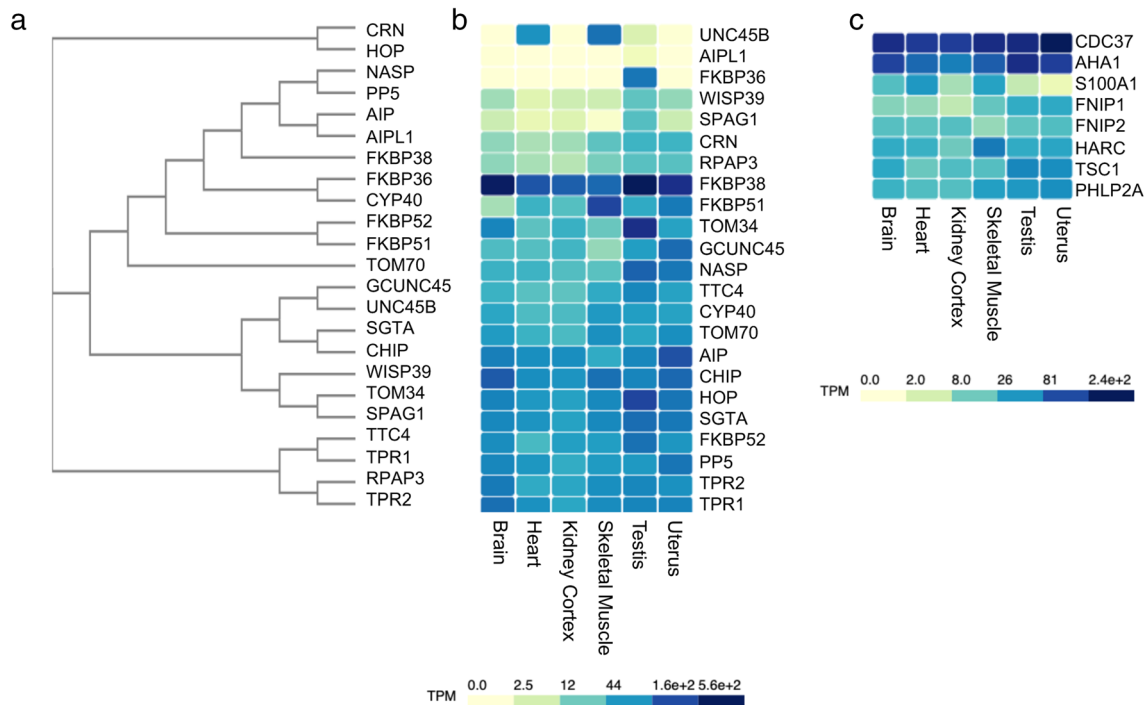 a
CRN
HOP
NASP
PP5
AIP
AIPL1
FKBP38
FKBP36
CYP40
FKBP52
FKBP51
TOM70
GCUNC45
UNC45B
SGTA
CHIP
WISP39
TOM34
SPAG1
TTC4
TPR1
RPAP3
TPR2
b
UNC45B
AIPL1
FKBP36
WISP39
SPAG1
CRN
RPAP3
FKBP38
FKBP51
TOM34
GCUNC45
NASP
TTC4
CYP40
TOM70
AIP
CHIP
HOP
SGTA
FKBP52
PP5
TPR2
TPR1
Brain
Heart
Kidney Cortex
Skeletal Muscle
Testis
Uterus
TPM 0.0 2.5 12 44 1.6e+2 5.6e+2
c
CDC37
AHA1
S100A1
FNIP1
FNIP2
HARC
TSC1
PHLP2A
Brain
Heart
Kidney Cortex
Skeletal Muscle
Testis
Uterus
TPM 0.0 2.0 8.0 26 81 2.4e+2